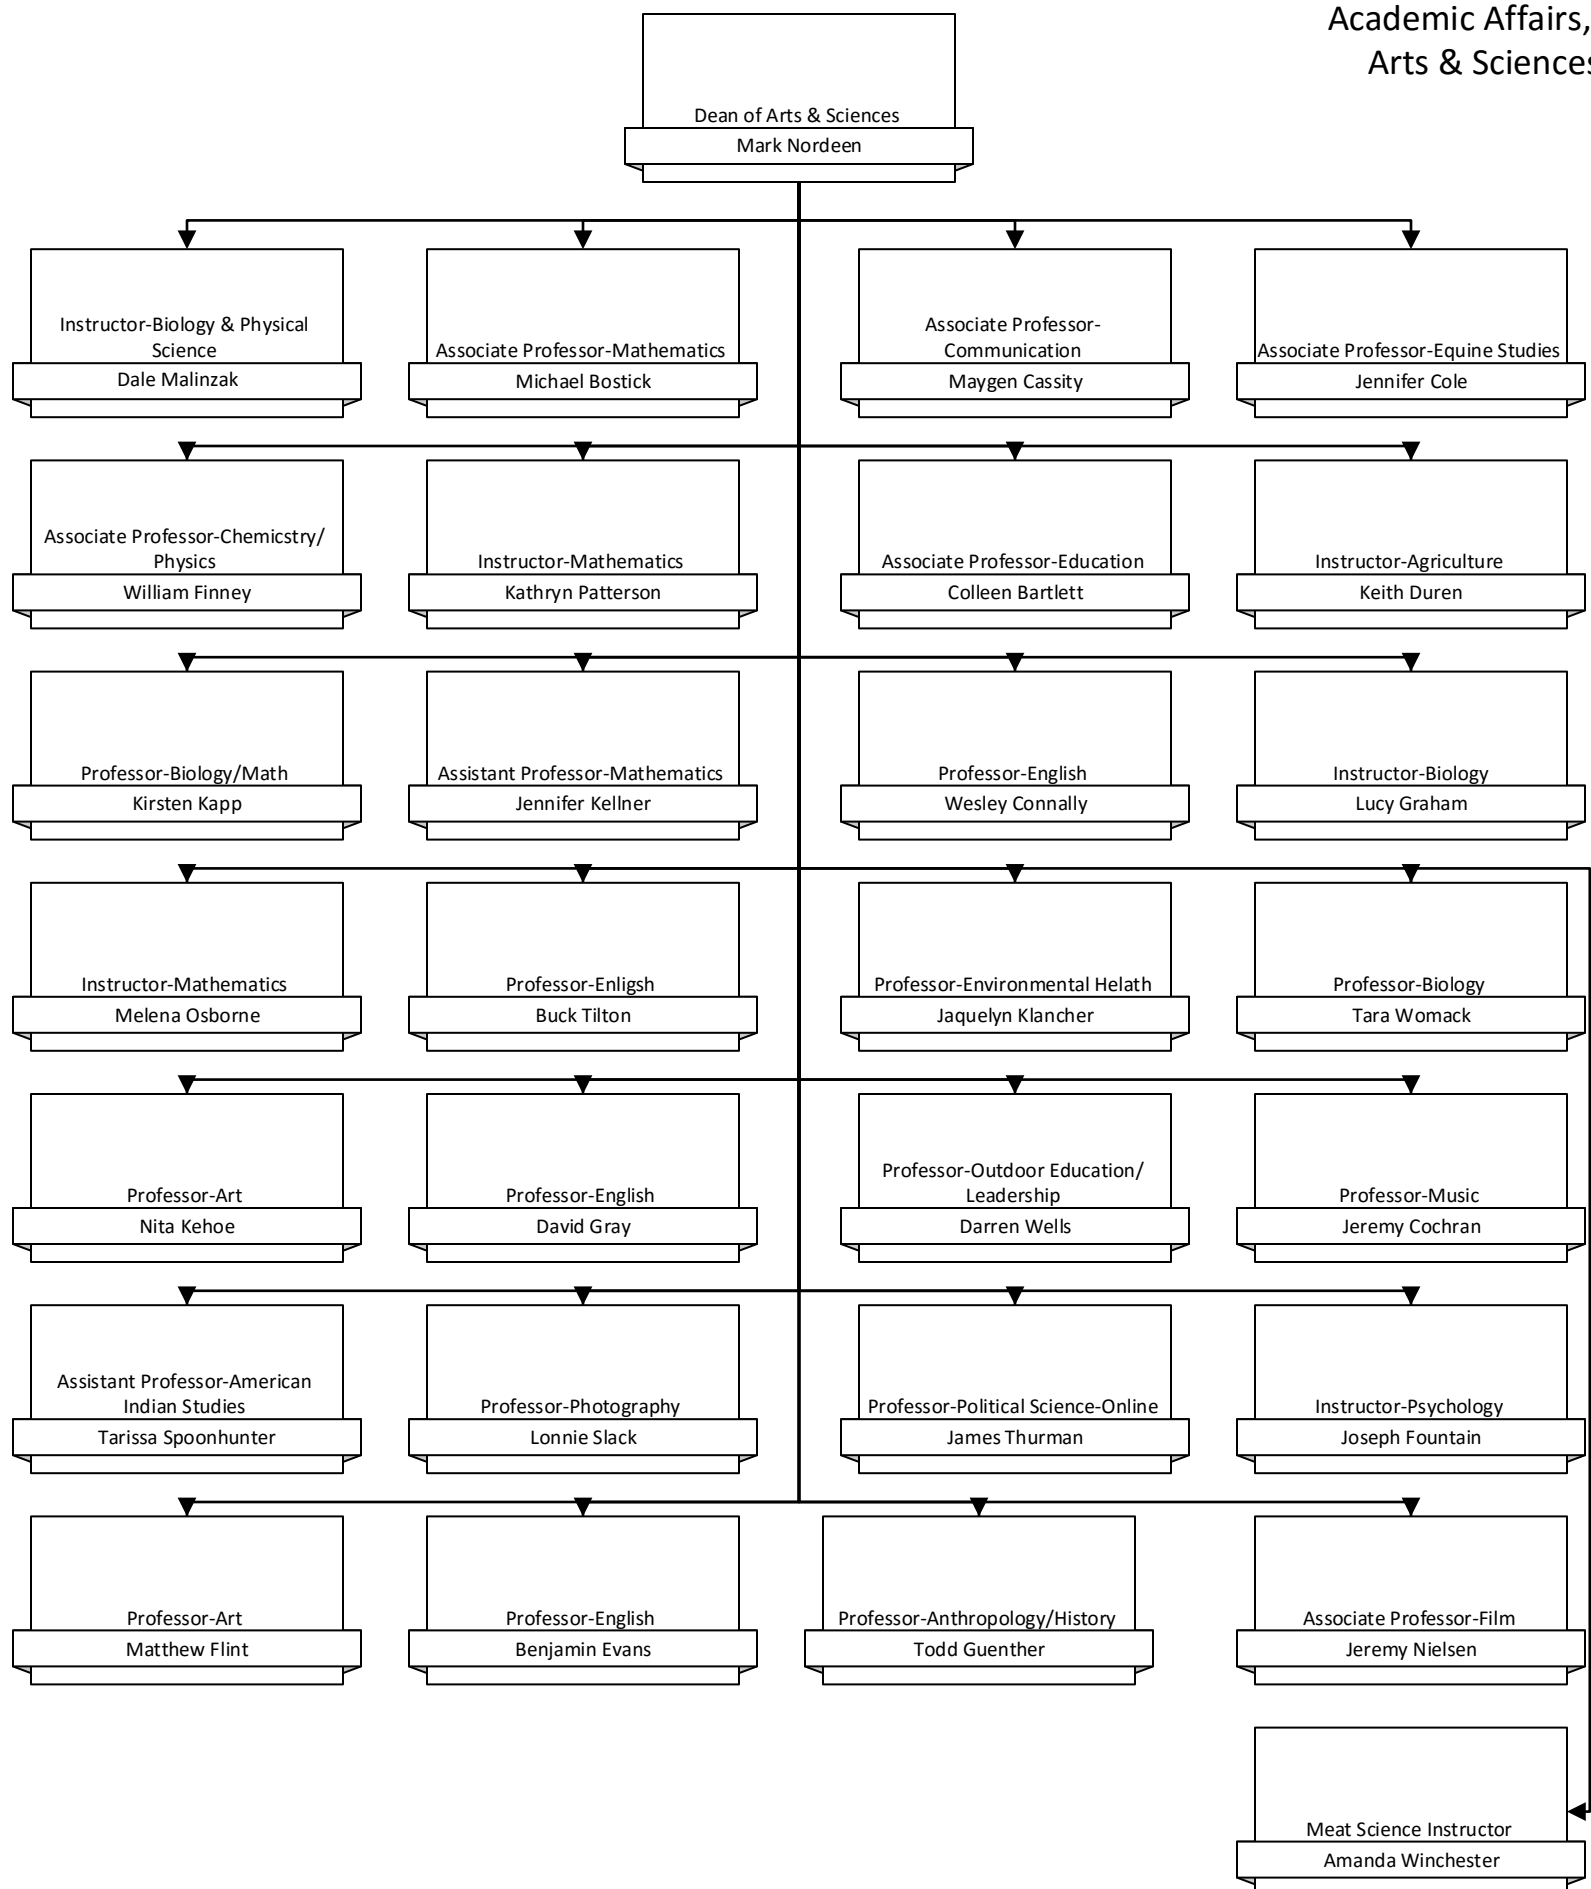 Academic Affairs,
Arts & Sciences
Dean of Arts & Sciences
Mark Nordeen
Instructor-Biology & Physical
Science
Dale Malinzak
Associate Professor-Mathematics
Michael Bostick
Associate Professor-
Communication
Maygen Cassity
Associate Professor-Equine Studies
Jennifer Cole
Associate Professor-Chemicstry/
Physics
William Finney
Instructor-Mathematics
Kathryn Patterson
Associate Professor-Education
Colleen Bartlett
Instructor-Agriculture
Keith Duren
Professor-Biology/Math
Kirsten Kapp
Assistant Professor-Mathematics
Jennifer Kellner
Professor-English
Wesley Connally
Instructor-Biology
Lucy Graham
Instructor-Mathematics
Melena Osborne
Professor-Enligsh
Buck Tilton
Professor-Environmental Helath
Jaquelyn Klancher
Professor-Biology
Tara Womack
Professor-Art
Nita Kehoe
Professor-English
David Gray
Professor-Outdoor Education/
Leadership
Darren Wells
Professor-Music
Jeremy Cochran
Assistant Professor-American
Indian Studies
Tarissa Spoonhunter
Professor-Photography
Lonnie Slack
Professor-Political Science-Online
James Thurman
Instructor-Psychology
Joseph Fountain
Professor-Art
Matthew Flint
Professor-English
Benjamin Evans
Professor-Anthropology/History
Todd Guenther
Associate Professor-Film
Jeremy Nielsen
Meat Science Instructor
Amanda Winchester